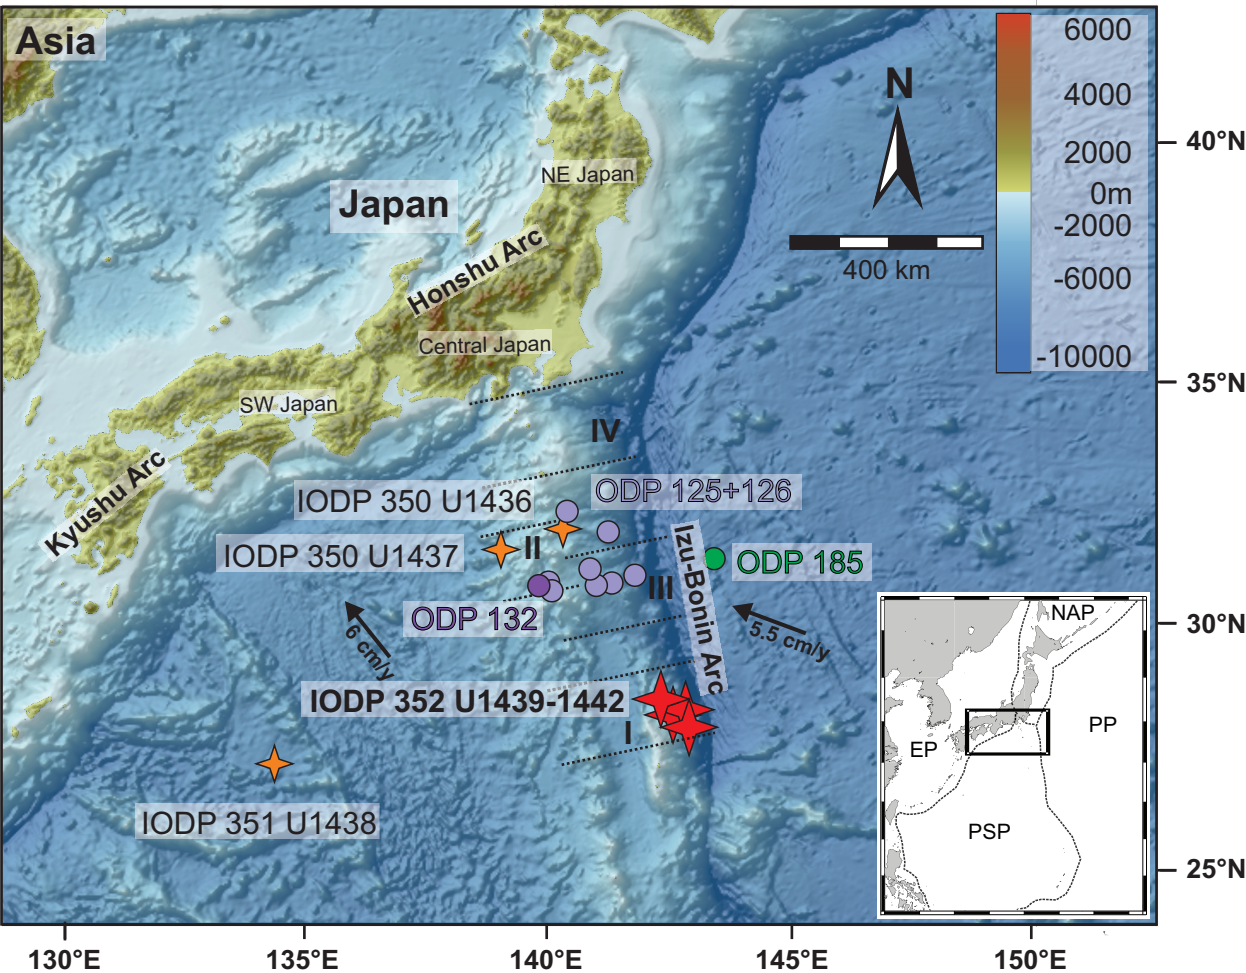 Asia
6000
4000
2000
0m
-2000
-6000
-10000
N
400 km
NE Japan
Japan
Honshu Arc
Central Japan
SW Japan
Kyushu Arc
IV
IODP 350 U1436
ODP 125+126
IODP 350 U1437
II
ODP 185
III
Izu-Bonin Arc
ODP 132
6 cm/y
5.5 cm/y
IODP 352 U1439-1442
I
IODP 351 U1438
NAP
PP
EP
PSP
40°N
35°N
30°N
25°N
130°E
135°E
140°E
145°E
150°E